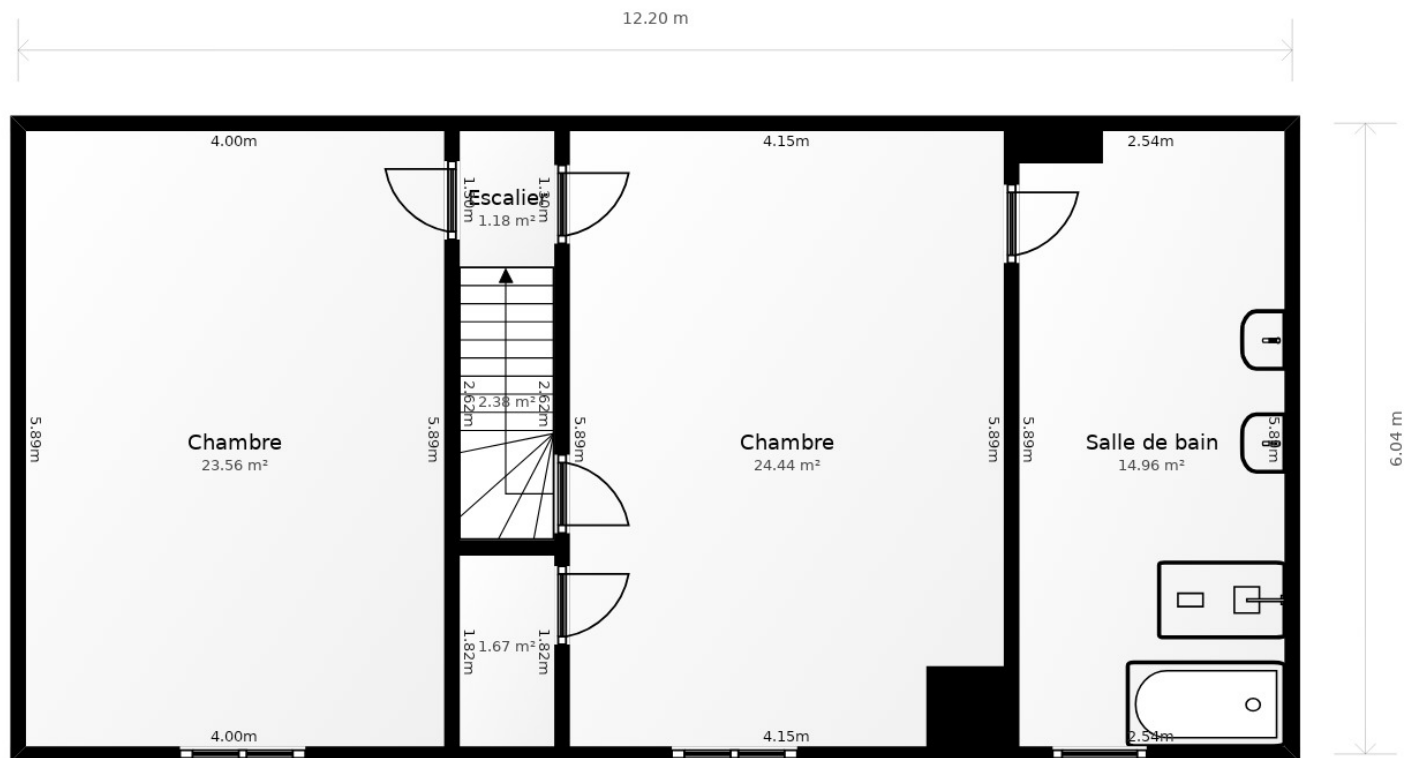 12.20 m
4.00m
4.15m
2.54m
Escalier
1.18 m²
1.30m
1.30m
2.62m
2.62m
2.38 m²
5.89m
5.89m
5.89m
5.89m
5.89m
5.89m
Chambre
23.56 m²
Chambre
24.44 m²
Salle de bain
14.96 m²
6.04 m
1.82m
1.67 m²
1.82m
4.00m
4.15m
2.54m